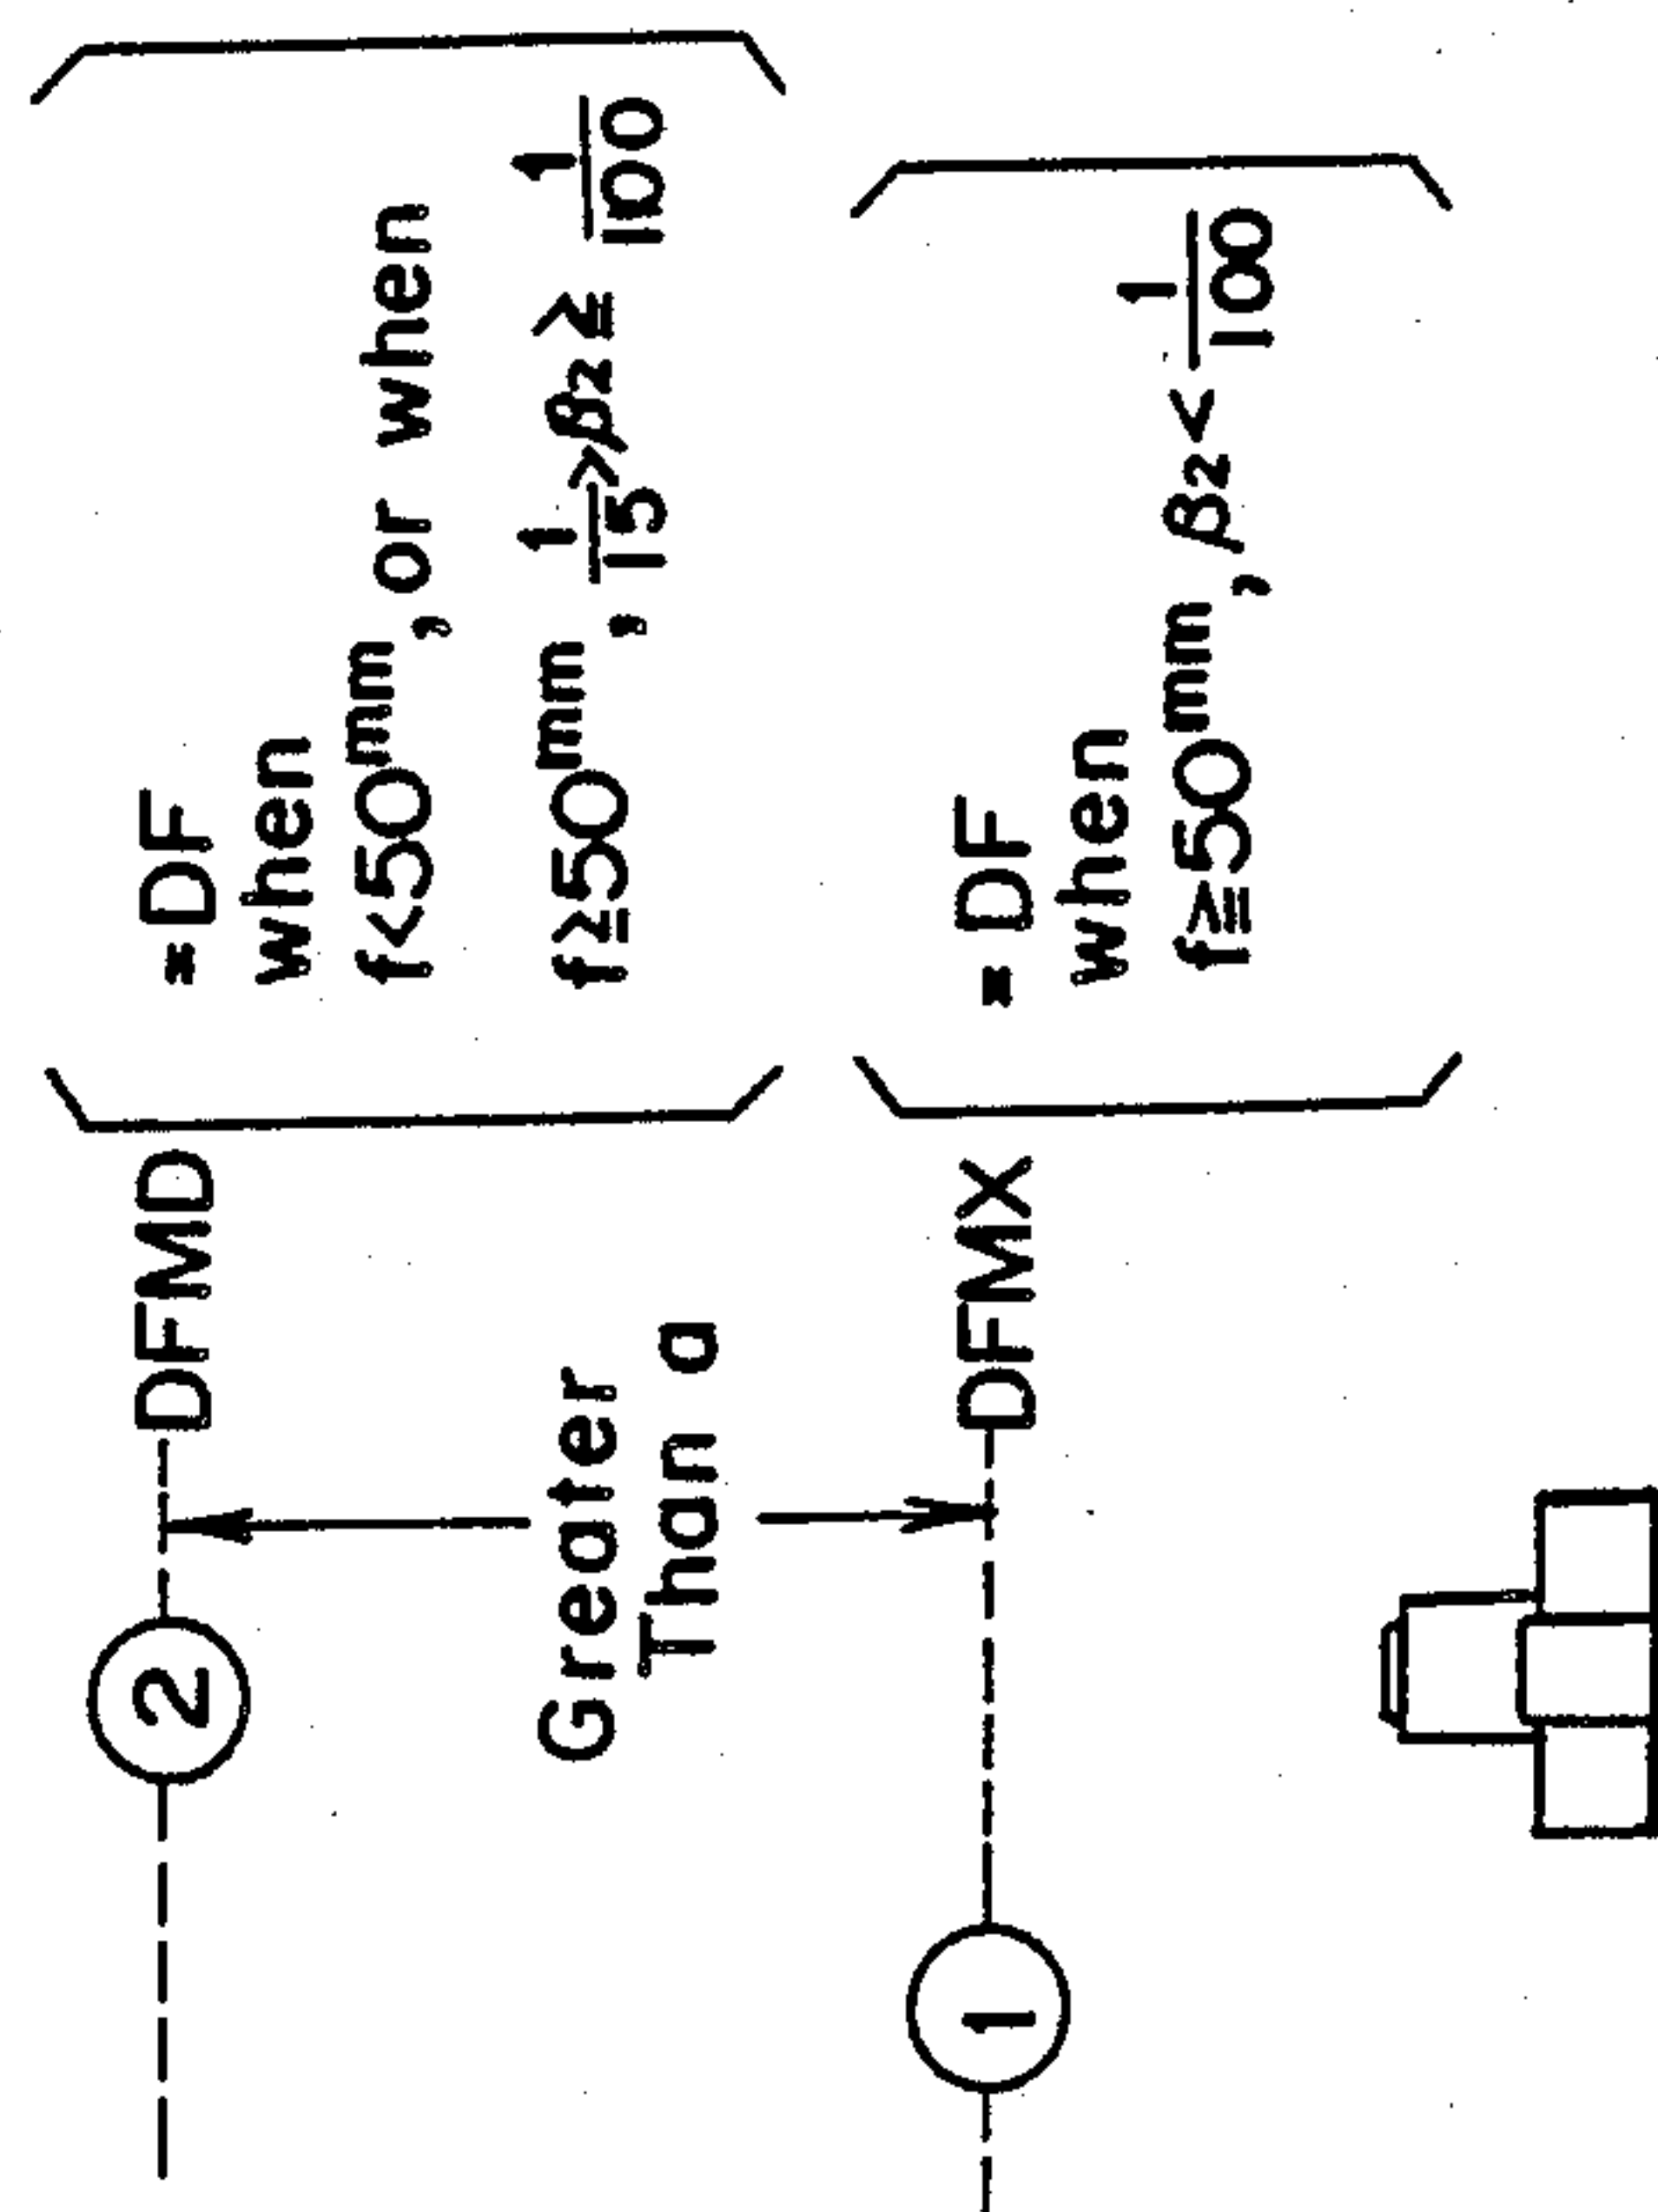 ② DFMD
= DF
when
f<50mm, or when
f≥50mm, 1/15 > β₂ ≥ 1/100
Greater
Than a
① DFMX
= DF
when
f≧50mm, β₂ < 1/100